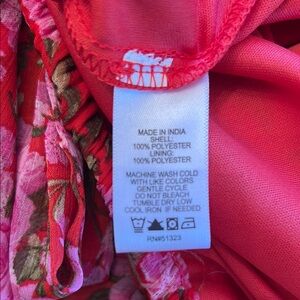 MADE IN INDIA
SHELL:
100% POLYESTER
LINING:
100% POLYESTER
MACHINE WASH COLD
WITH LIKE COLORS
GENTLE CYCLE
DO NOT BLEACH
TUMBLE DRY LOW
COOL IRON IF NEEDED
RN#51323